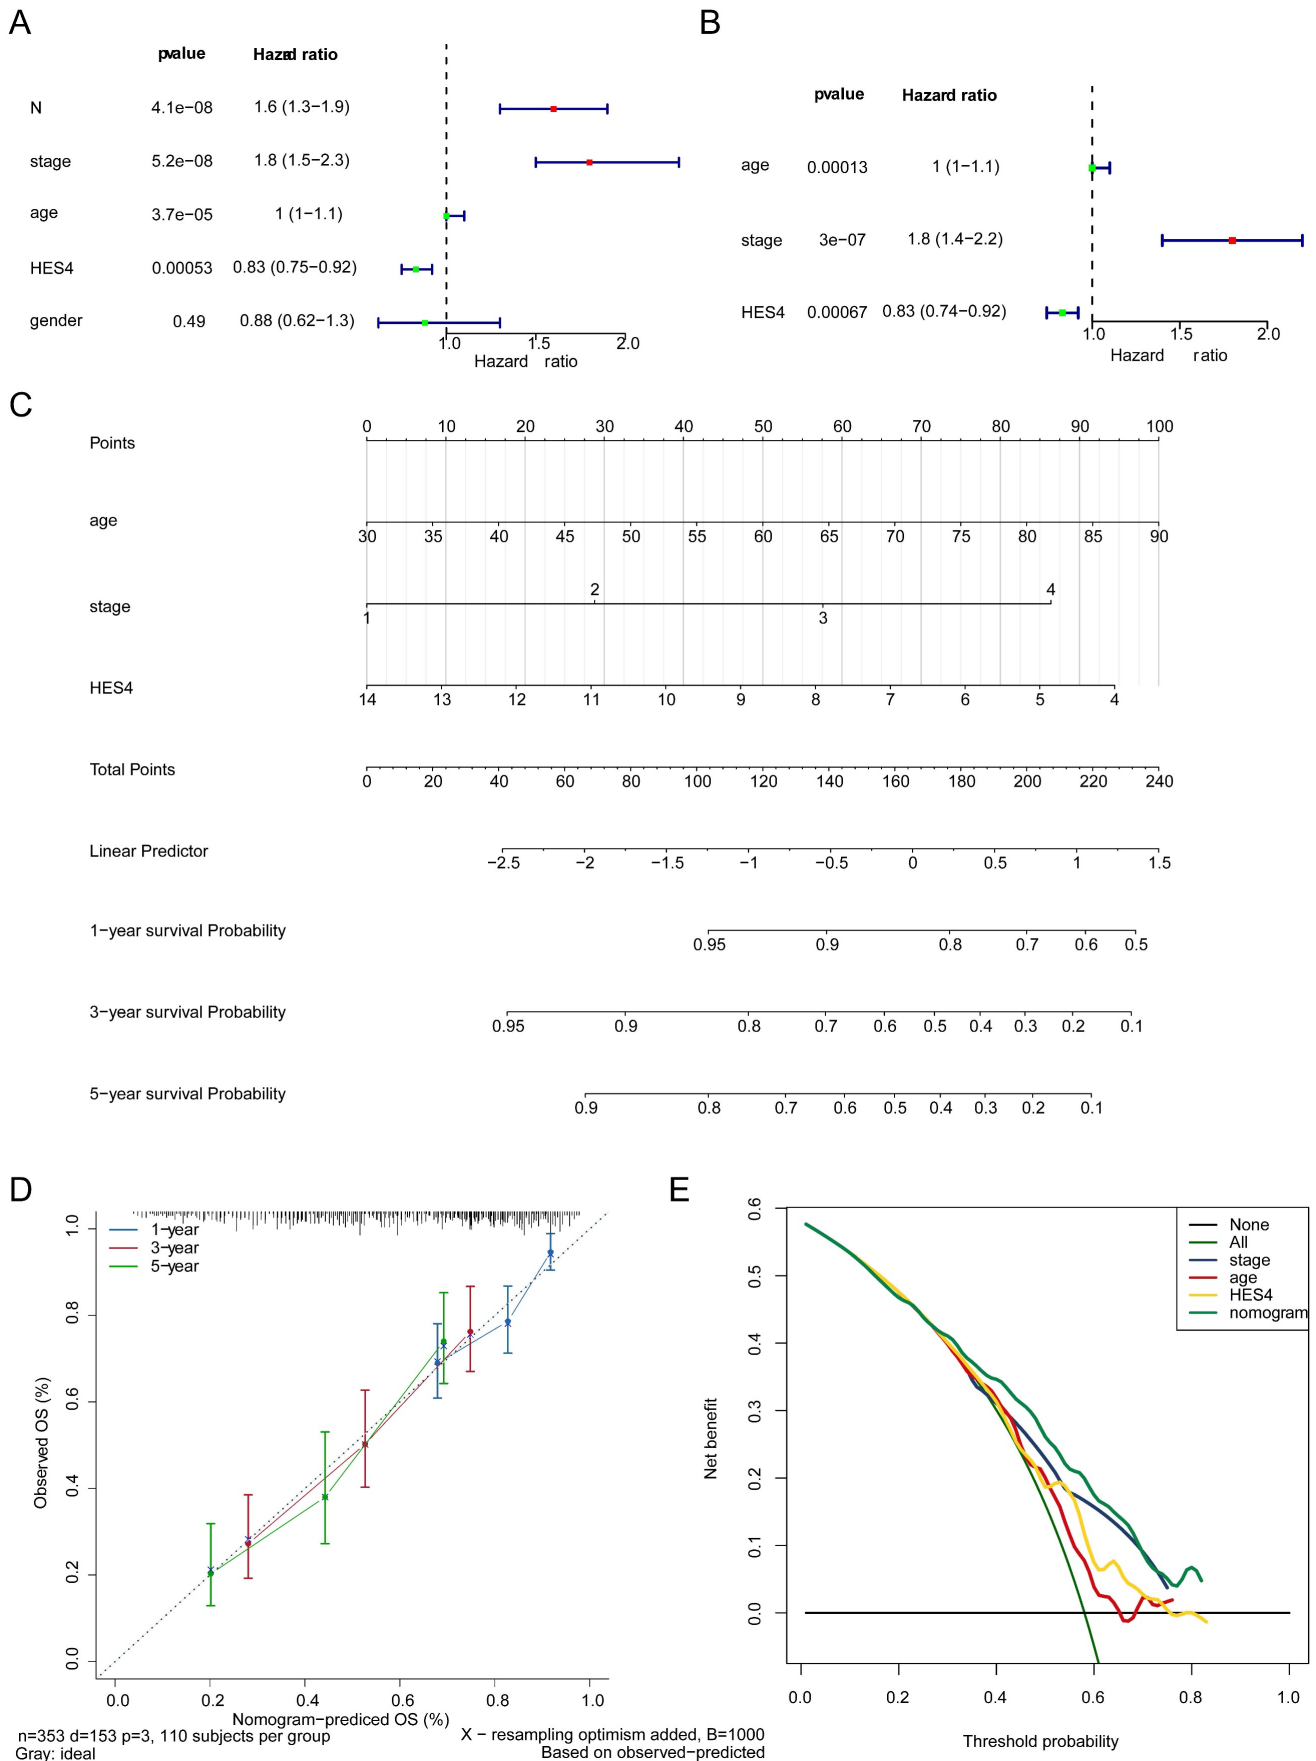 A
pvalue Hazard ratio
N 4.1e−08 1.6 (1.3−1.9)
stage 5.2e−08 1.8 (1.5−2.3)
age 3.7e−05 1 (1−1.1)
HES4 0.00053 0.83 (0.75−0.92)
gender 0.49 0.88 (0.62−1.3)
1.0 1.5 2.0
Hazard ratio
B
pvalue Hazard ratio
age 0.00013 1 (1−1.1)
stage 3e−07 1.8 (1.4−2.2)
HES4 0.00067 0.83 (0.74−0.92)
1.0 1.5 2.0
Hazard ratio
C
0 10 20 30 40 50 60 70 80 90 100
Points
age
30 35 40 45 50 55 60 65 70 75 80 85 90
2 4
stage
1 3
HES4
14 13 12 11 10 9 8 7 6 5 4
Total Points
0 20 40 60 80 100 120 140 160 180 200 220 240
Linear Predictor
−2.5 −2 −1.5 −1 −0.5 0 0.5 1 1.5
1−year survival Probability
0.95 0.9 0.8 0.7 0.6 0.5
3−year survival Probability
0.95 0.9 0.8 0.7 0.6 0.5 0.4 0.3 0.2 0.1
5−year survival Probability
0.9 0.8 0.7 0.6 0.5 0.4 0.3 0.2 0.1
D
1−year
3−year
5−year
Observed OS (%)
1.0
0.8
0.6
0.4
0.2
0.0
0.0 0.2 0.4 0.6 0.8 1.0
Nomogram−prediced OS (%)
n=353 d=153 p=3, 110 subjects per group
Gray: ideal
X − resampling optimism added, B=1000
Based on observed−predicted
E
None
All
stage
age
HES4
nomogram
Net benefit
0.6
0.5
0.4
0.3
0.2
0.1
0.0
0.0 0.2 0.4 0.6 0.8 1.0
Threshold probability